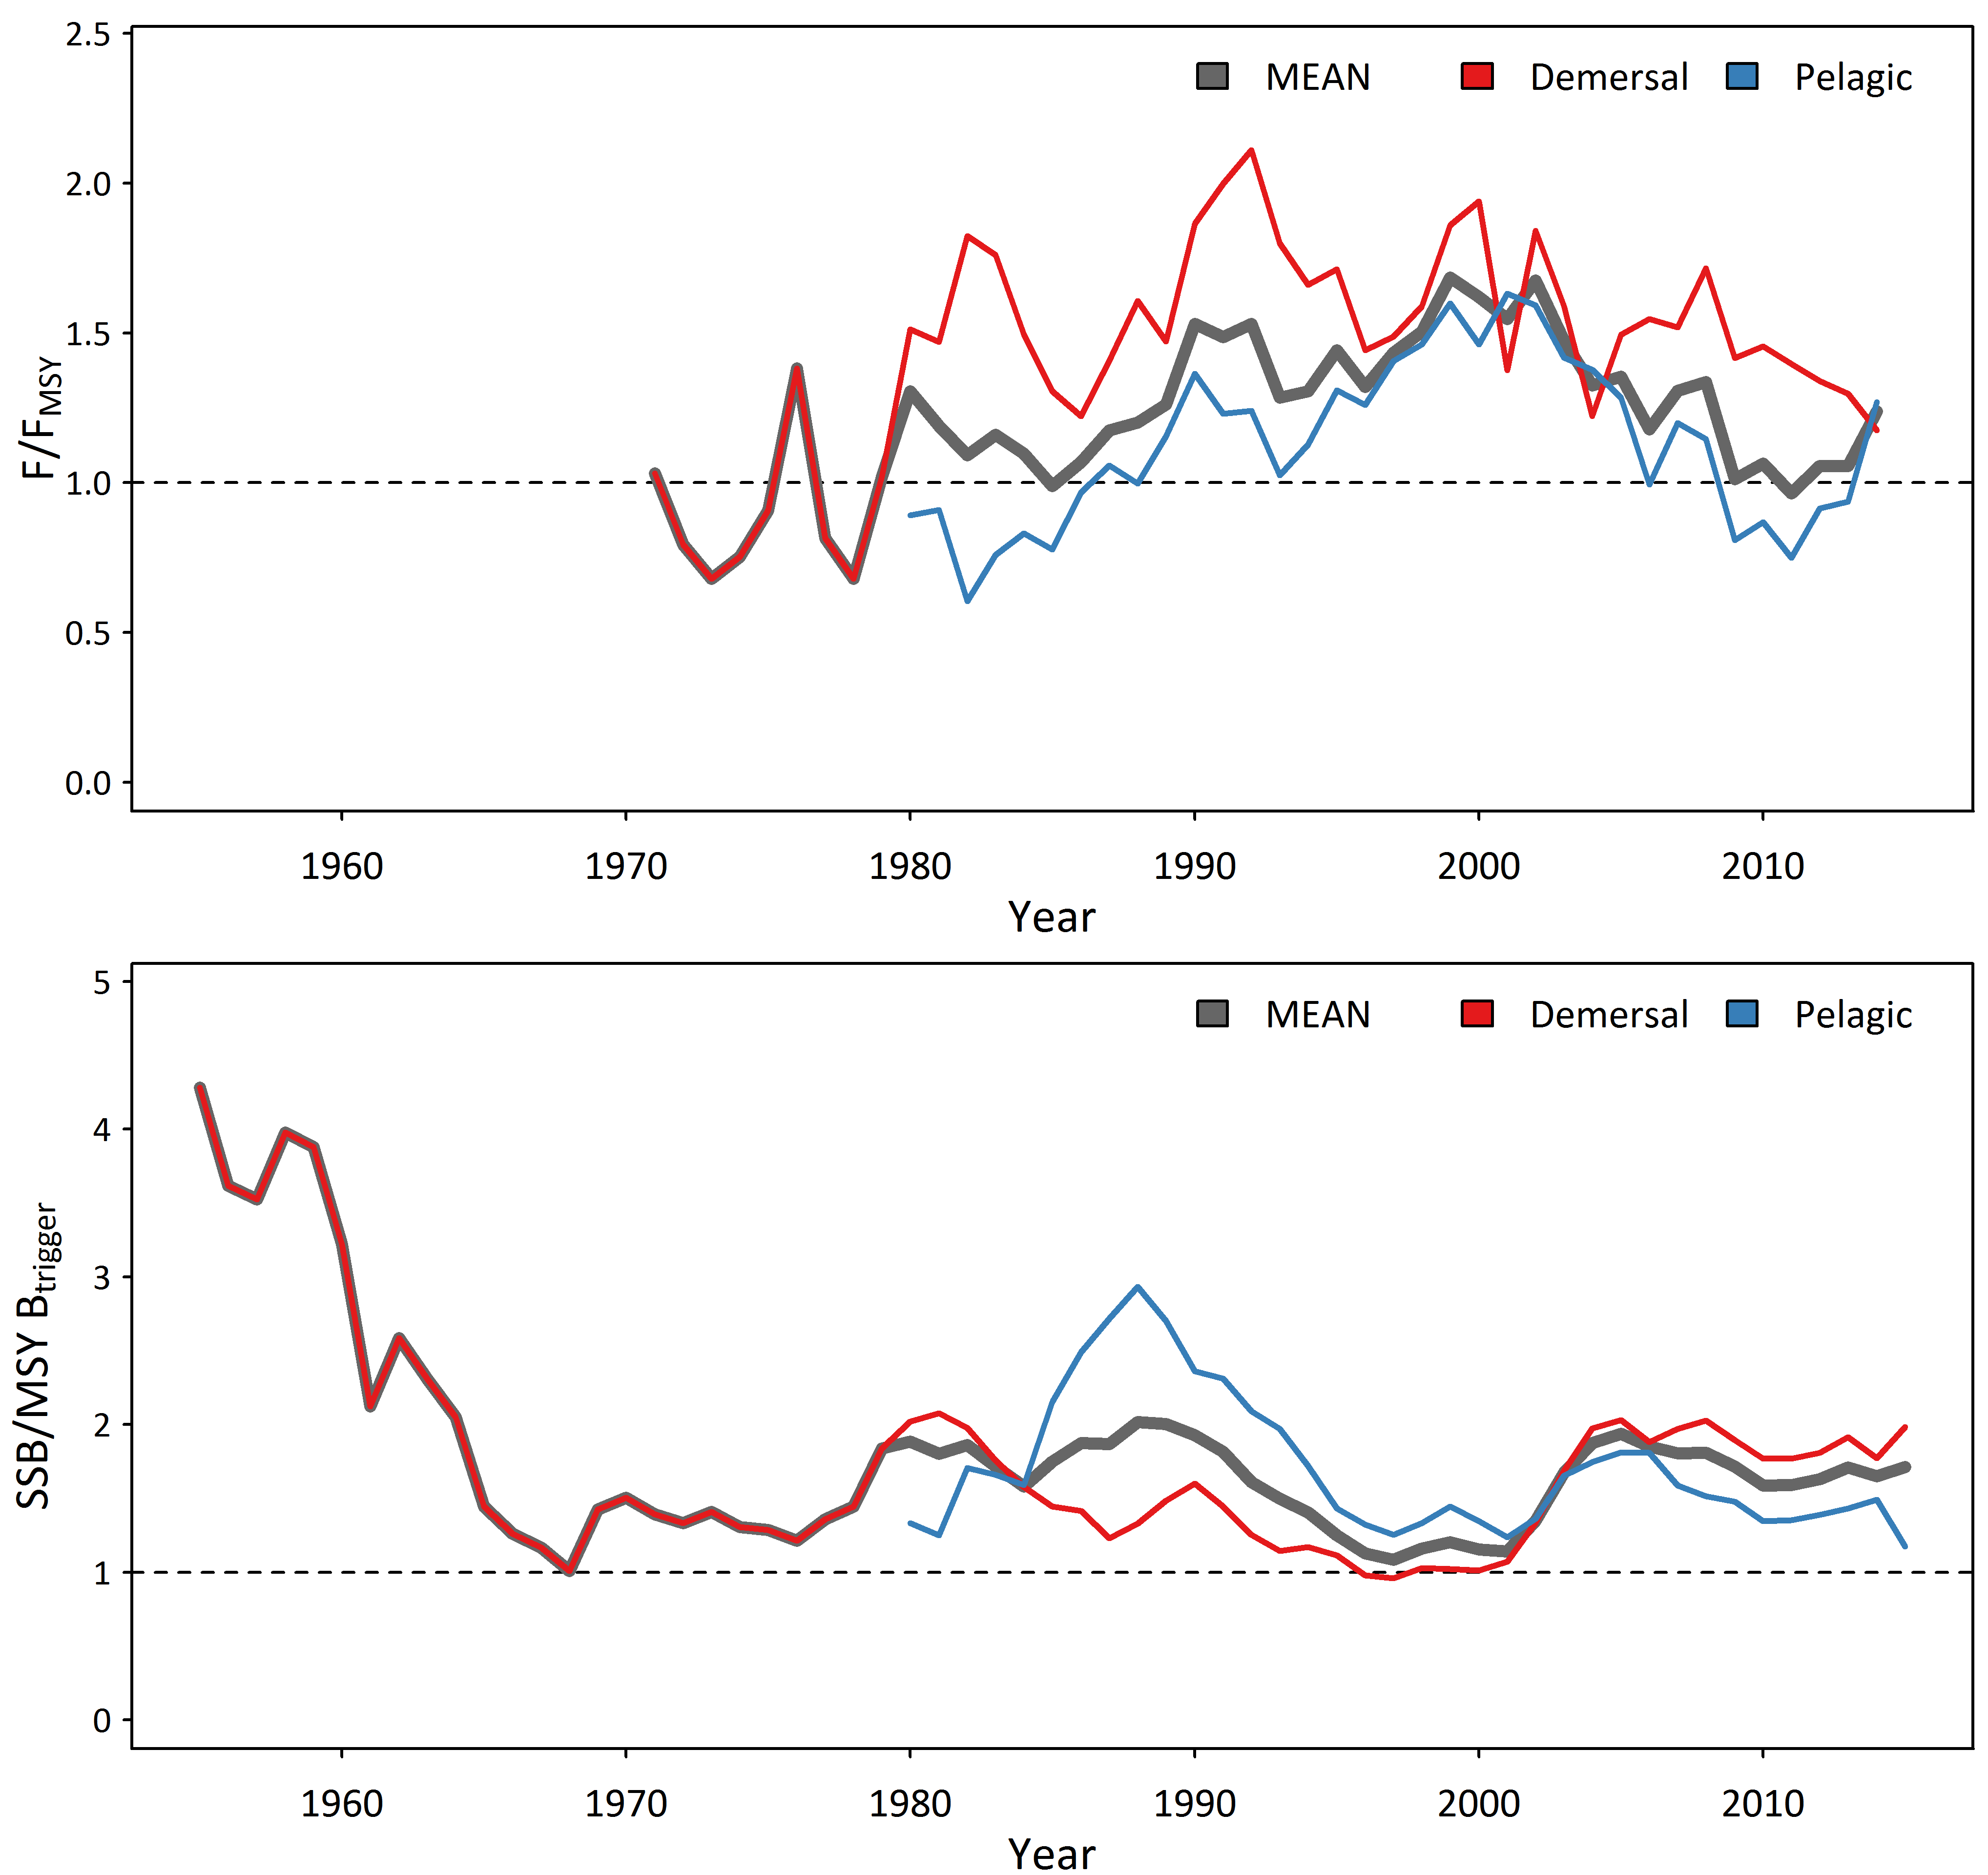 MEAN Demersal Pelagic
2.5
2.0
1.5
1.0
0.5
0.0
F/FMSY
1960 1970 1980 1990 2000 2010
Year
MEAN Demersal Pelagic
5
4
3
2
1
0
SSB/MSY Btrigger
1960 1970 1980 1990 2000 2010
Year